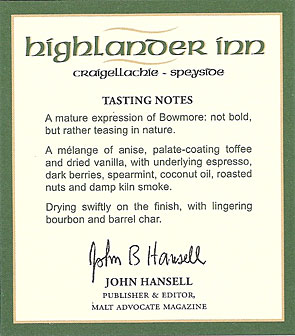 highlander inn
craigellachie - speyside
TASTING NOTES
A mature expression of Bowmore: not bold,
but rather teasing in nature.
A mélange of anise, palate-coating toffee
and dried vanilla, with underlying espresso,
dark berries, spearmint, coconut oil, roasted
nuts and damp kiln smoke.
Drying swiftly on the finish, with lingering
bourbon and barrel char.
John B Hansell
JOHN HANSELL
PUBLISHER & EDITOR,
MALT ADVOCATE MAGAZINE